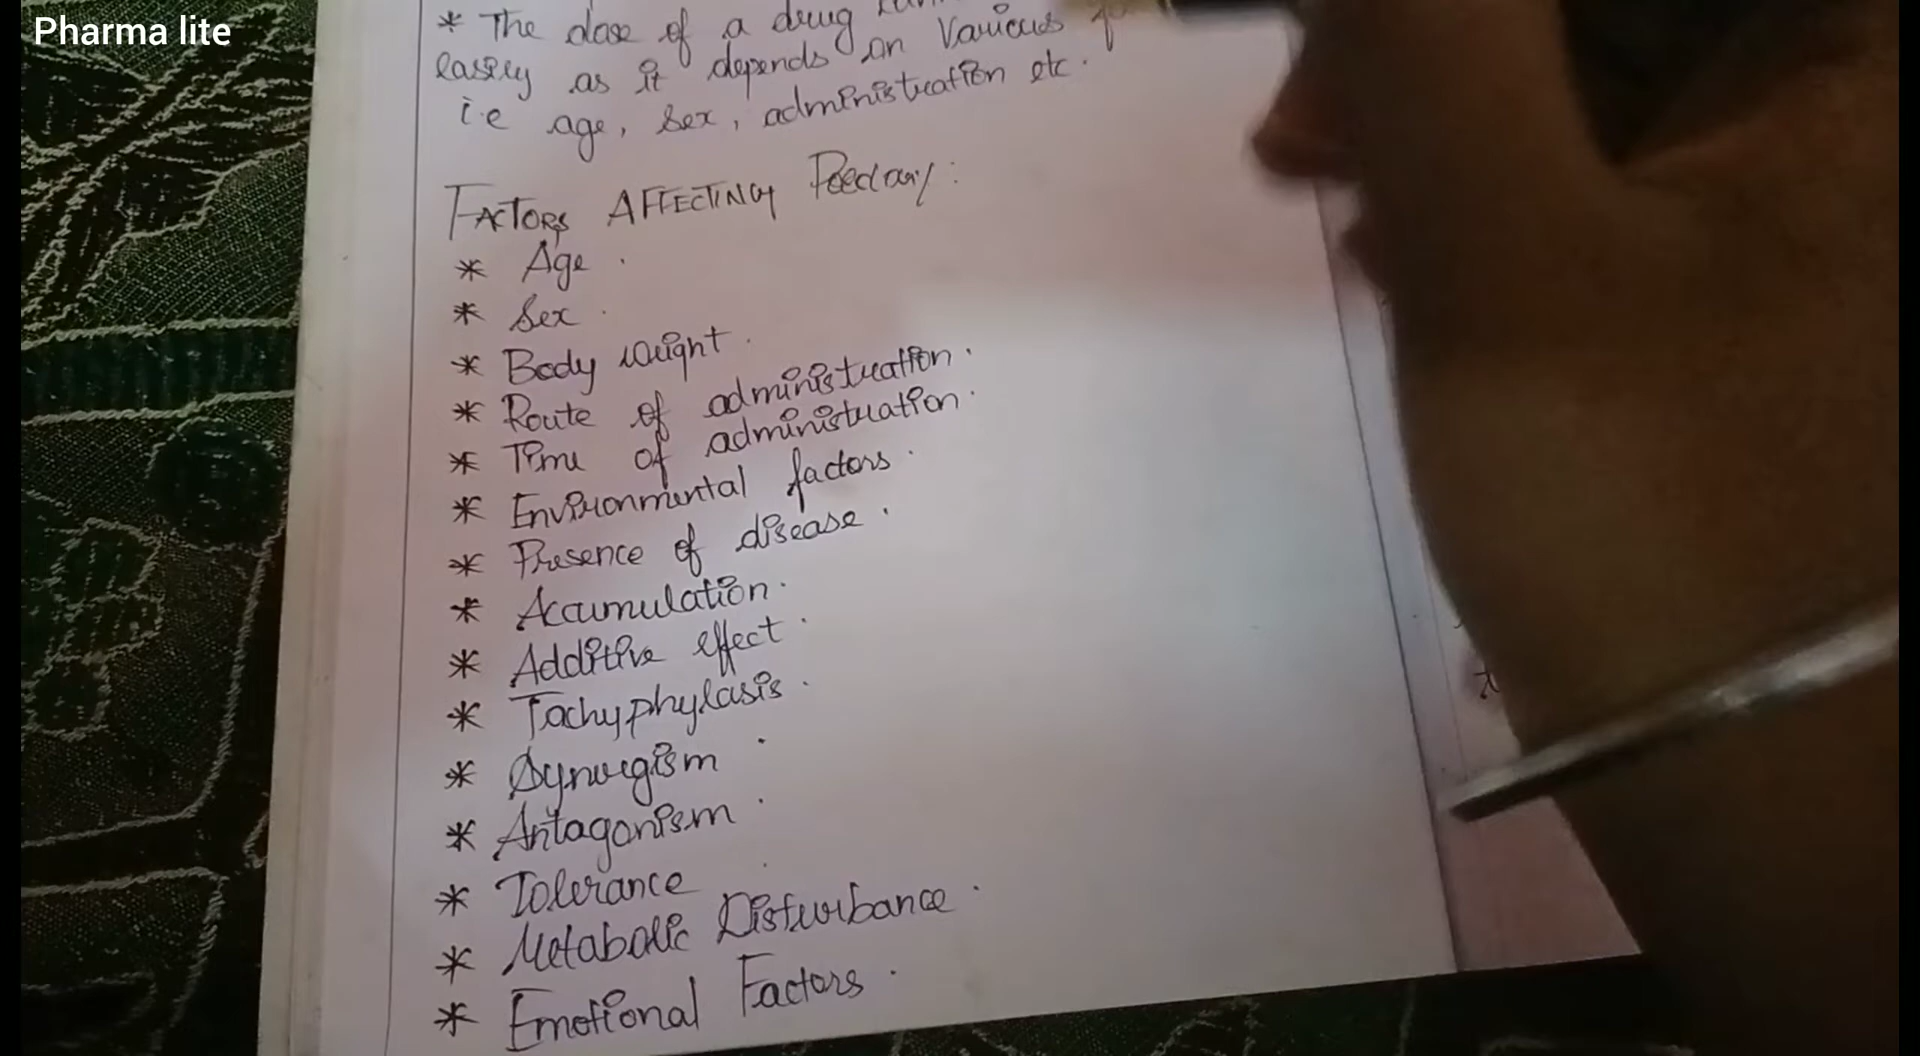 Pharma lite
* The dose of a drug
easily as it depends on Various
i.e age, Sex, administration etc.
FACTORS AFFECTING
* Age.
* Sex.
* Body weight.
* Route of administration.
* Time of administration.
* Environmental factors.
* Presence of disease.
* Accumulation.
* Additive effect.
* Tachyphylasis.
* Synergism.
* Antagonism.
* Tolerance.
* Metabolic Disturbance.
* Emotional Factors.